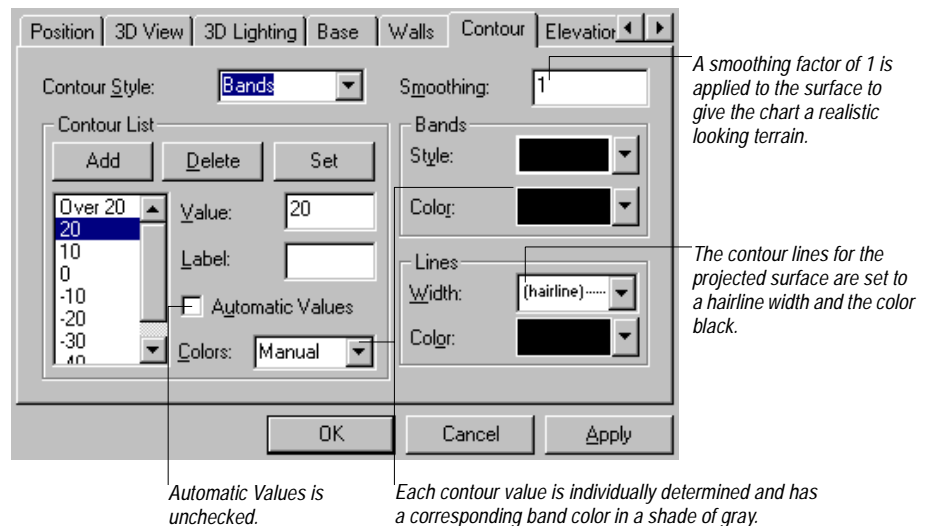 Position 3D View 3D Lighting Base Walls Contour Elevation
Contour Style: Bands
Smoothing: 1
Contour List
Add Delete Set
Over 20
20
10
0
-10
-20
-30
-40
Value: 20
Label:
Automatic Values
Colors: Manual
Bands
Style:
Color:
Lines
Width: (hairline)
Color:
OK Cancel Apply
A smoothing factor of 1 is
applied to the surface to
give the chart a realistic
looking terrain.
The contour lines for the
projected surface are set to
a hairline width and the color
black.
Automatic Values is
unchecked.
Each contour value is individually determined and has
a corresponding band color in a shade of gray.